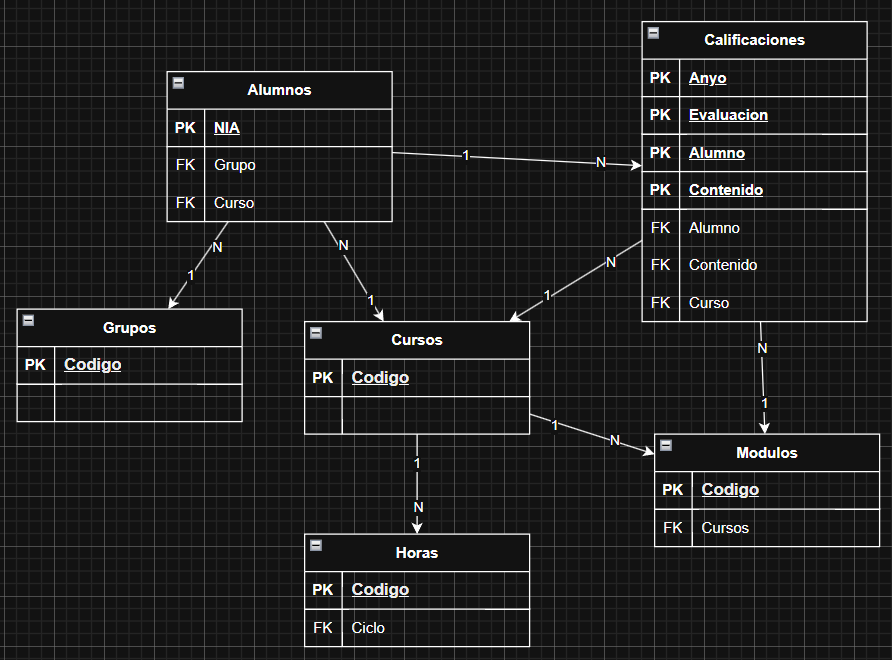 Alumnos
PK NIA
FK Grupo
FK Curso
Calificaciones
PK Anyo
PK Evaluacion
PK Alumno
PK Contenido
FK Alumno
FK Contenido
FK Curso
1 N
N 1
N 1
N 1
Grupos
PK Codigo
Cursos
PK Codigo
N 1
1 N
1 N
Modulos
PK Codigo
FK Cursos
Horas
PK Codigo
FK Ciclo